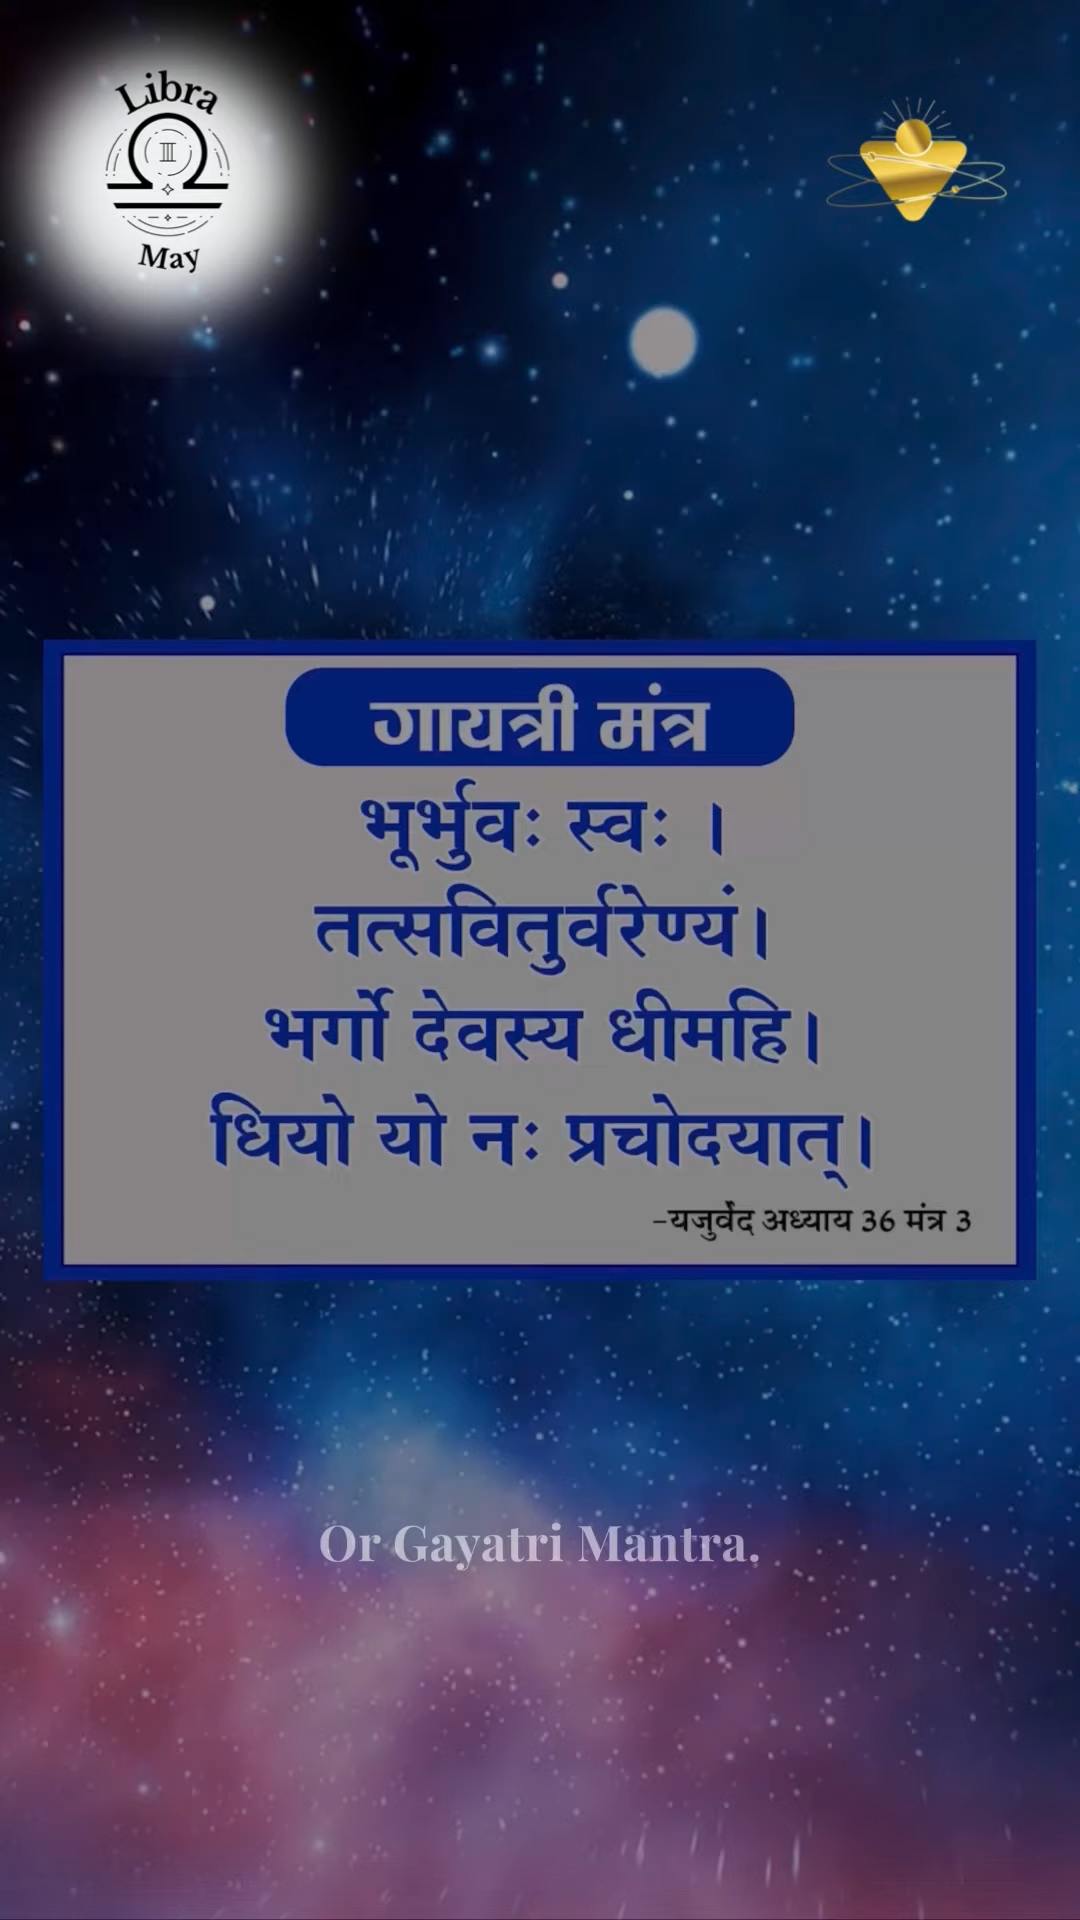 Libra
May
गायत्री मंत्र
भूर्भुवः स्वः ।
तत्सवितुर्वरेण्यं।
भर्गो देवस्य धीमहि।
धियो यो नः प्रचोदयात्।
-यजुर्वेद अध्याय 36 मंत्र 3
Or Gayatri Mantra.